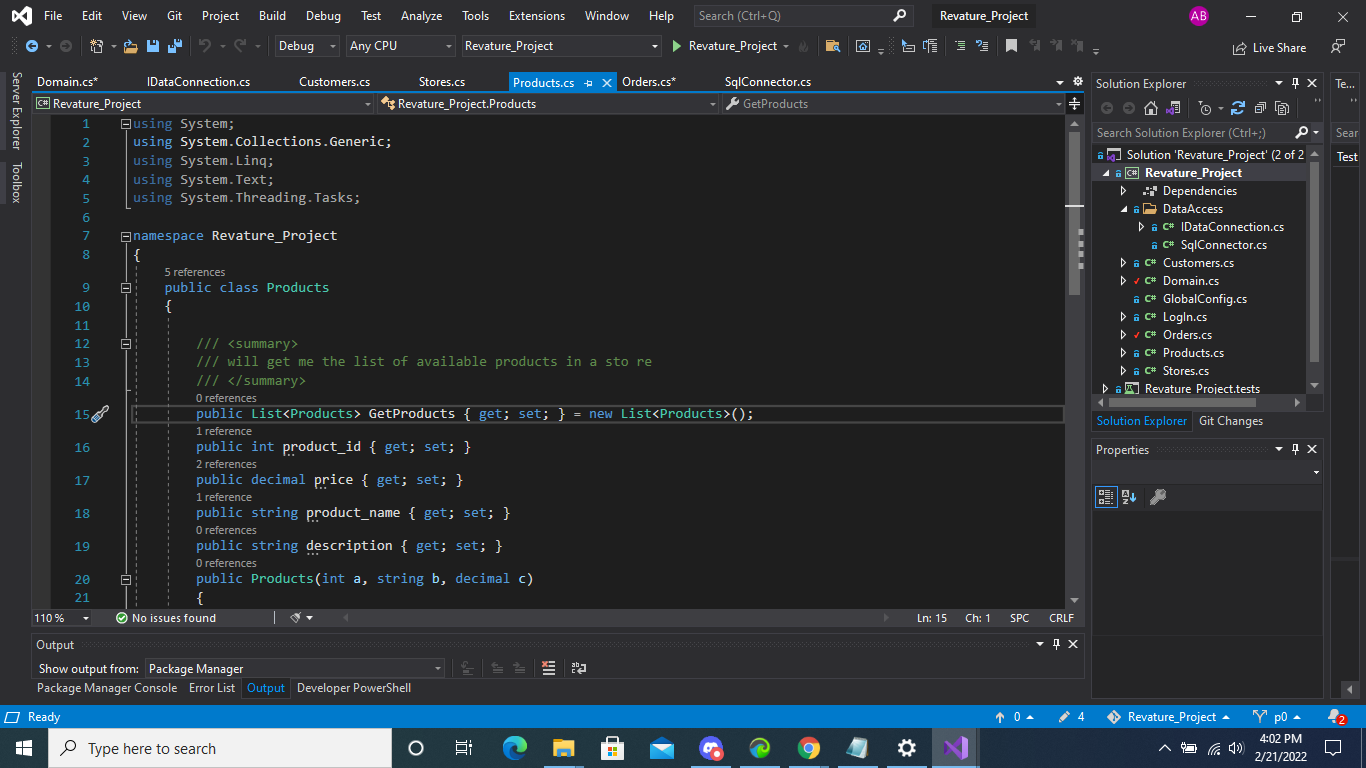 File Edit View Git Project Build Debug Test Analyze Tools Extensions Window Help Search (Ctrl+Q) Revature_Project AB
Debug Any CPU Revature_Project Revature_Project Live Share
Server Explorer
Toolbox
Domain.cs* IDataConnection.cs Customers.cs Stores.cs Products.cs Orders.cs* SqlConnector.cs
C# Revature_Project Revature_Project.Products GetProducts
1 using System;
2 using System.Collections.Generic;
3 using System.Linq;
4 using System.Text;
5 using System.Threading.Tasks;
6
7 namespace Revature_Project
8 {
5 references
9 public class Products
10 {
11
12 /// <summary>
13 /// will get me the list of available products in a sto re
14 /// </summary>
0 references
15 public List<Products> GetProducts { get; set; } = new List<Products>();
1 reference
16 public int product_id { get; set; }
2 references
17 public decimal price { get; set; }
1 reference
18 public string product_name { get; set; }
0 references
19 public string description { get; set; }
0 references
20 public Products(int a, string b, decimal c)
21 {
110 % No issues found Ln: 15 Ch: 1 SPC CRLF
Output
Show output from: Package Manager
Package Manager Console Error List Output Developer PowerShell
Solution Explorer
Search Solution Explorer (Ctrl+;)
Solution 'Revature_Project' (2 of 2
C# Revature_Project
Dependencies
DataAccess
C# IDataConnection.cs
C# SqlConnector.cs
C# Customers.cs
C# Domain.cs
C# GlobalConfig.cs
C# LogIn.cs
C# Orders.cs
C# Products.cs
C# Stores.cs
Revature_Project.tests
Solution Explorer Git Changes
Properties
Te...
Sear
Test
Ready 0 4 Revature_Project p0 2
Type here to search
4:02 PM
2/21/2022